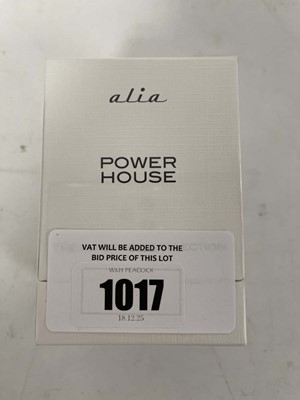 alia
POWER
HOUSE
VAT WILL BE ADDED TO THE
BID PRICE OF THIS LOT
W&H PEACOCK
1017
18.12.25